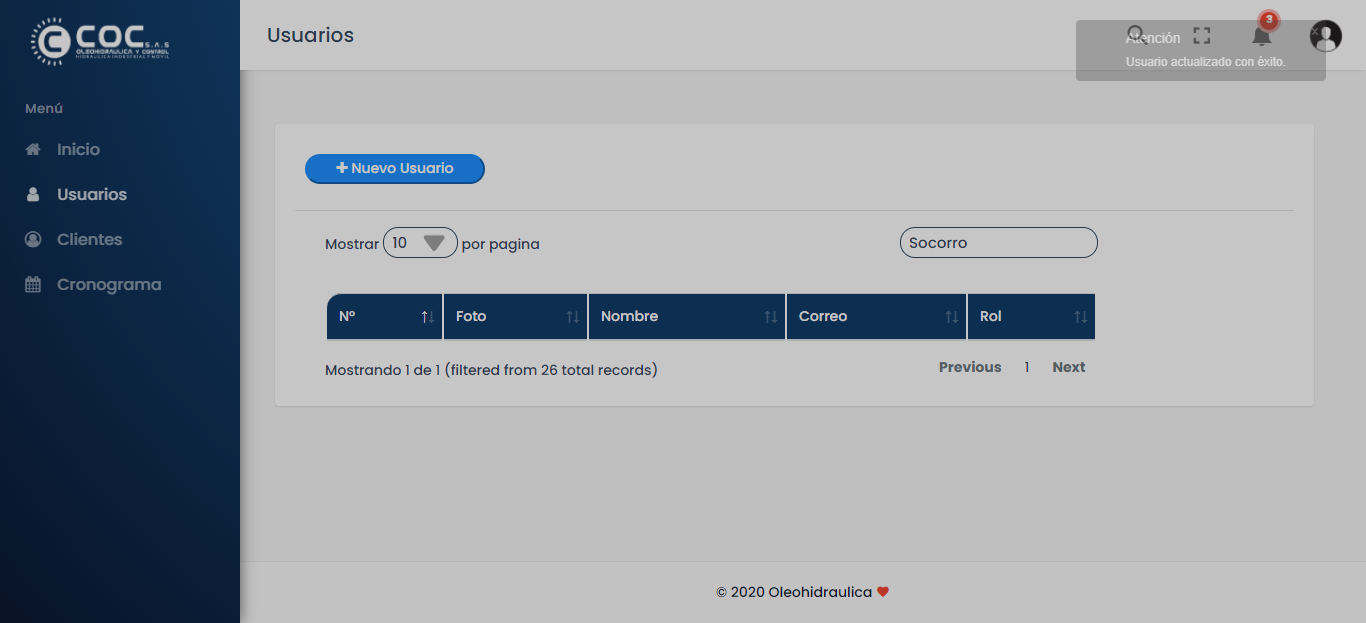 COC S.A.S
OLEOHIDRAULICA Y CONTROL
HIDRAULICA INDUSTRIAL Y MOVIL
Usuarios
3
Atención
×
Usuario actualizado con éxito.
Menú
Inicio
Usuarios
Clientes
Cronograma
Nuevo Usuario
Mostrar 10 por pagina
Socorro
Nº Foto Nombre Correo Rol
Mostrando 1 de 1 (filtered from 26 total records)
Previous 1 Next
© 2020 Oleohidraulica